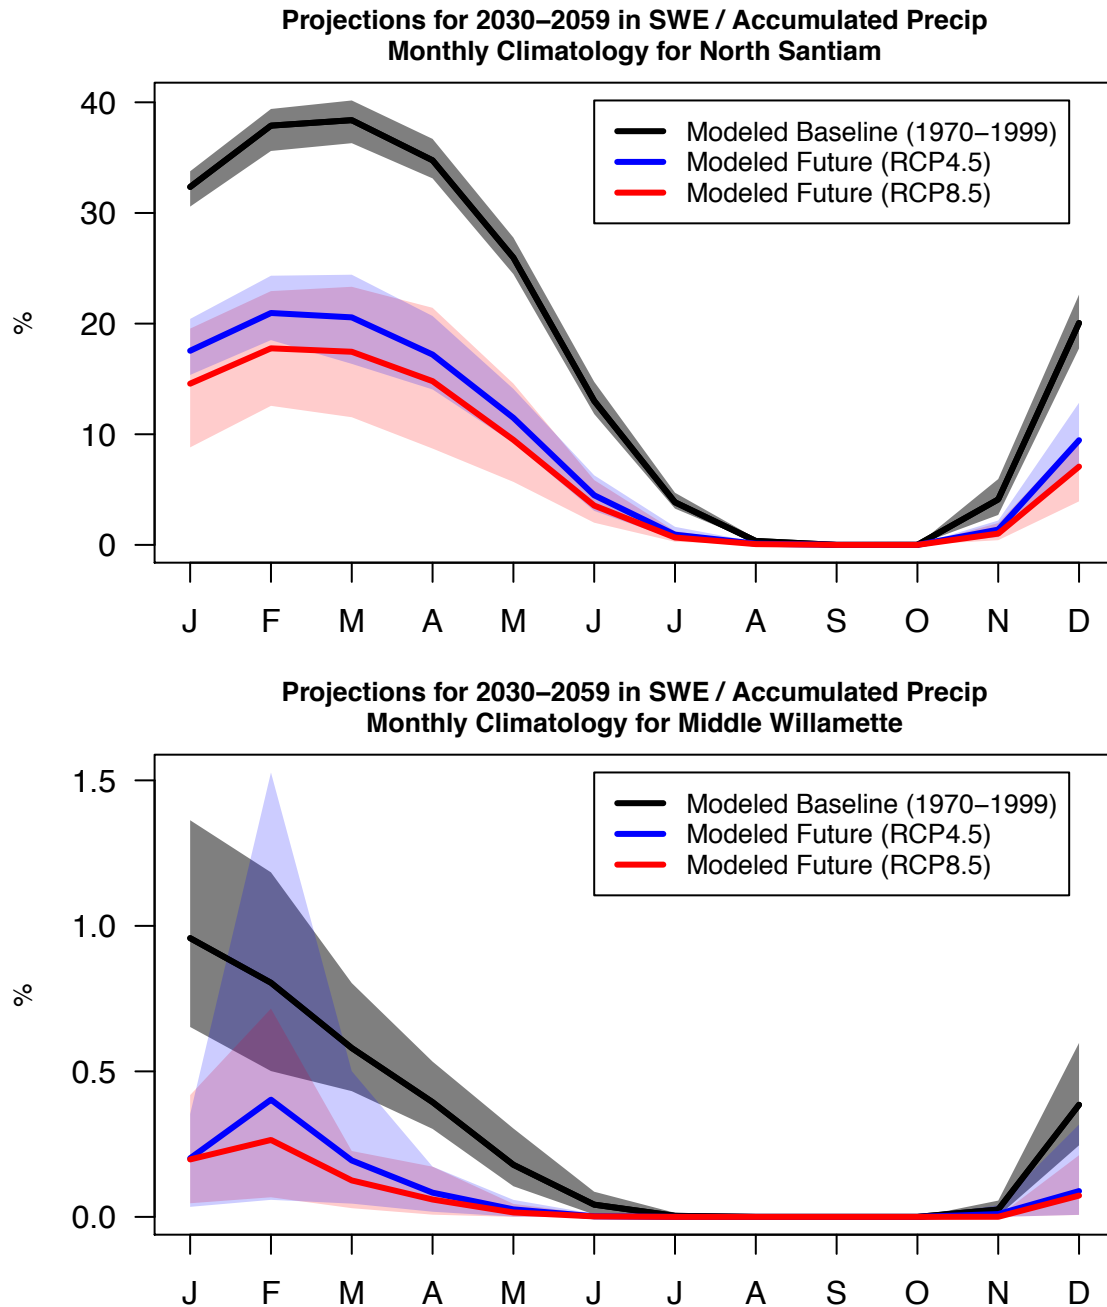 Projections for 2030−2059 in SWE / Accumulated Precip
Monthly Climatology for North Santiam
40
30
20
10
0
%
Modeled Baseline (1970−1999)
Modeled Future (RCP4.5)
Modeled Future (RCP8.5)
J F M A M J J A S O N D
Projections for 2030−2059 in SWE / Accumulated Precip
Monthly Climatology for Middle Willamette
1.5
1.0
0.5
0.0
%
Modeled Baseline (1970−1999)
Modeled Future (RCP4.5)
Modeled Future (RCP8.5)
J F M A M J J A S O N D